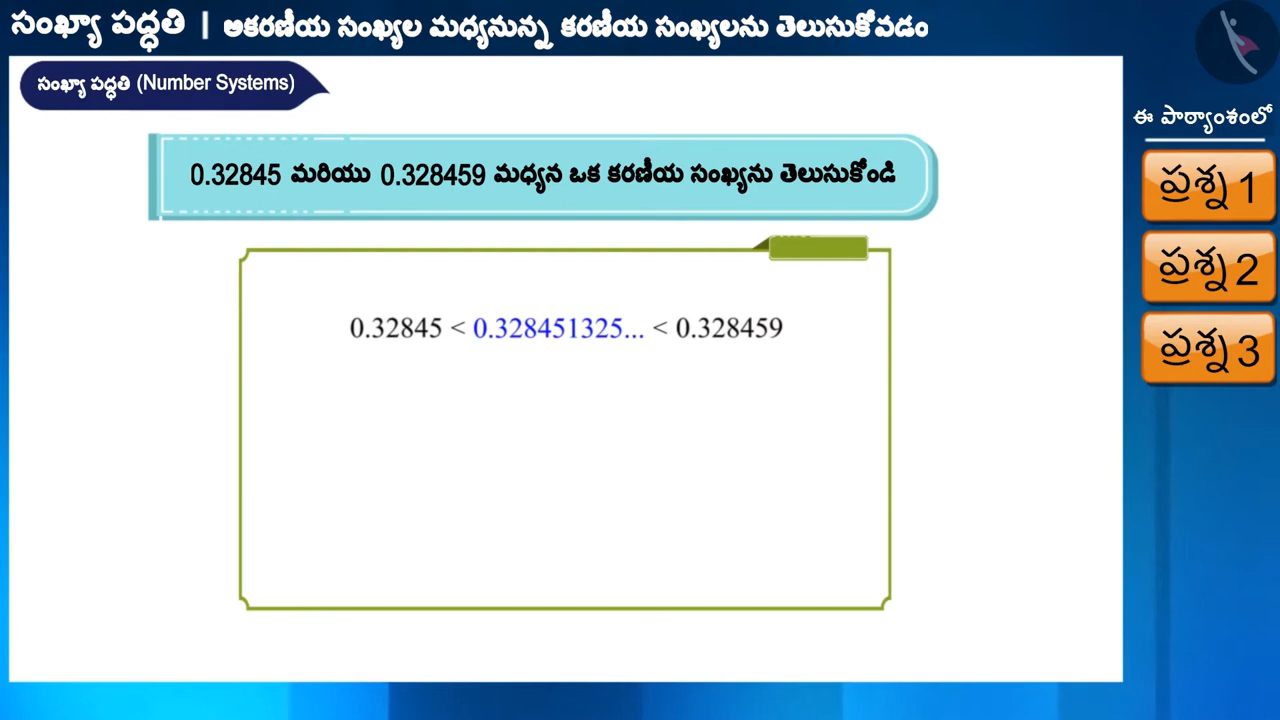 సంఖ్యా పద్ధతి | అకరణీయ సంఖ్యల మధ్యనున్న కరణీయ సంఖ్యలను తెలుసుకోవడం
సంఖ్యా పద్ధతి (Number Systems)
ఈ పాఠ్యాంశంలో
0.32845 మరియు 0.328459 మధ్యన ఒక కరణీయ సంఖ్యను తెలుసుకోండి
ప్రశ్న 1
ప్రశ్న 2
ప్రశ్న 3
0.32845 < 0.328451325... < 0.328459